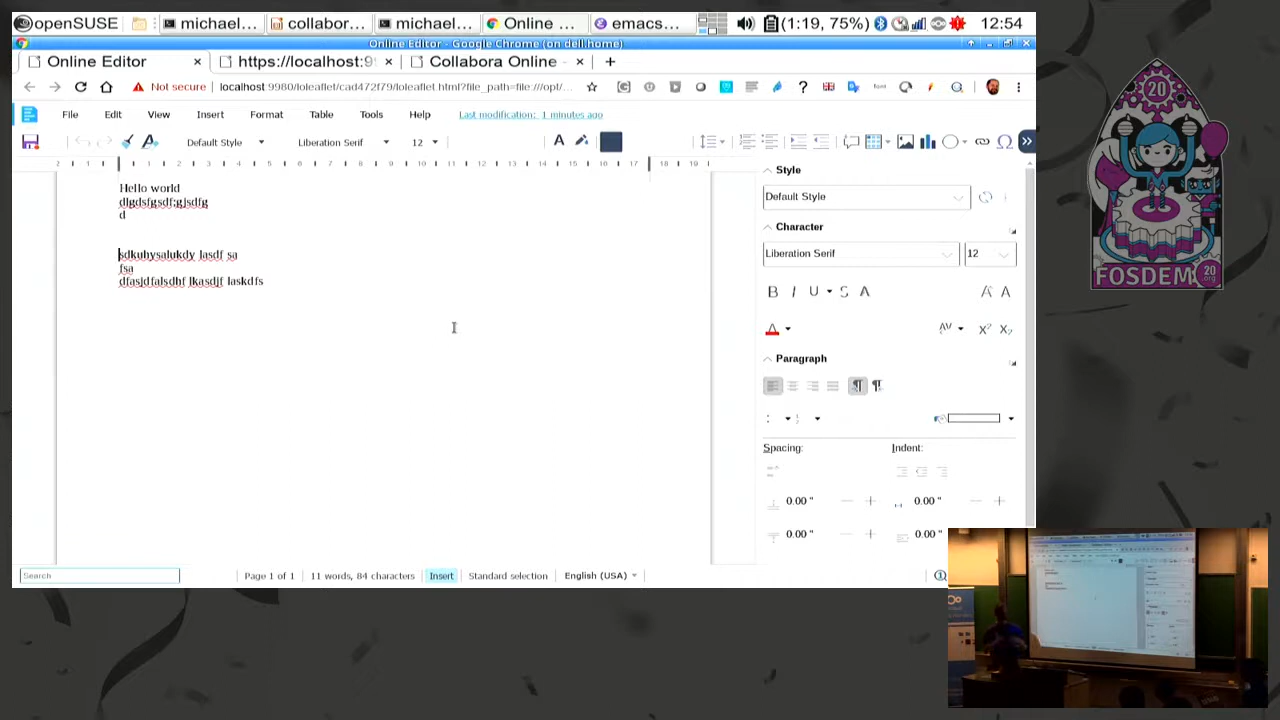 openSUSE michael... collabor... michael... Online ... emacs... (1:19, 75%) 12:54
Online Editor - Google Chrome (on dell.home)
Online Editor https://localhost:9 Collabora Online -
Not secure localhost:9980/loleaflet/cad472f79/loleaflet.html?file_path=file:///opt/...
File Edit View Insert Format Table Tools Help Last modification: 1 minutes ago
Default Style Liberation Serif 12
Hello world
dlgdsfgsdf;gjsdfg
d
sdkuhysalukdy lasdf sa
fsa
dfasjdfalsdhf lkasdjf laskdfs
Style
Default Style
Character
Liberation Serif 12
B I U S A A A
A AV X² X₂
Paragraph
Spacing: Indent:
0.00 " 0.00 "
0.00 " 0.00 "
Search Page 1 of 1 11 words, 84 characters Insert Standard selection English (USA)
20
FOSDEM 20 .org